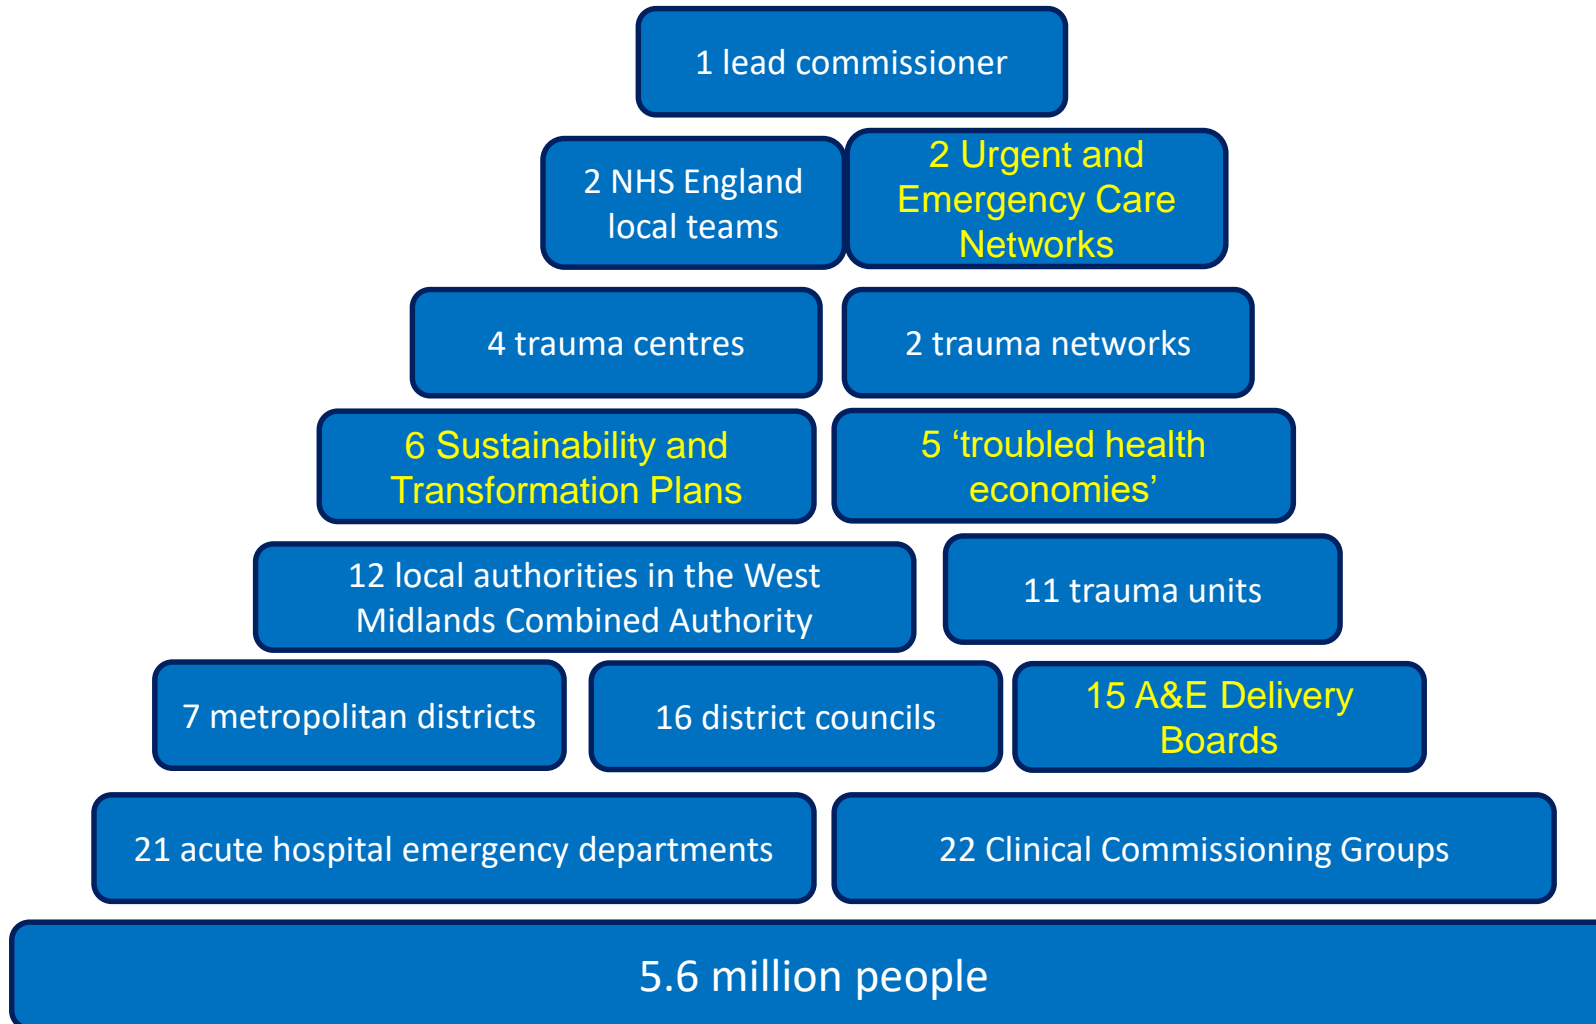 1 lead commissioner
2 NHS England
local teams
2 Urgent and
Emergency Care
Networks
4 trauma centres
2 trauma networks
6 Sustainability and
Transformation Plans
5 ‘troubled health
economies’
12 local authorities in the West
Midlands Combined Authority
11 trauma units
7 metropolitan districts
16 district councils
15 A&E Delivery
Boards
21 acute hospital emergency departments
22 Clinical Commissioning Groups
5.6 million people